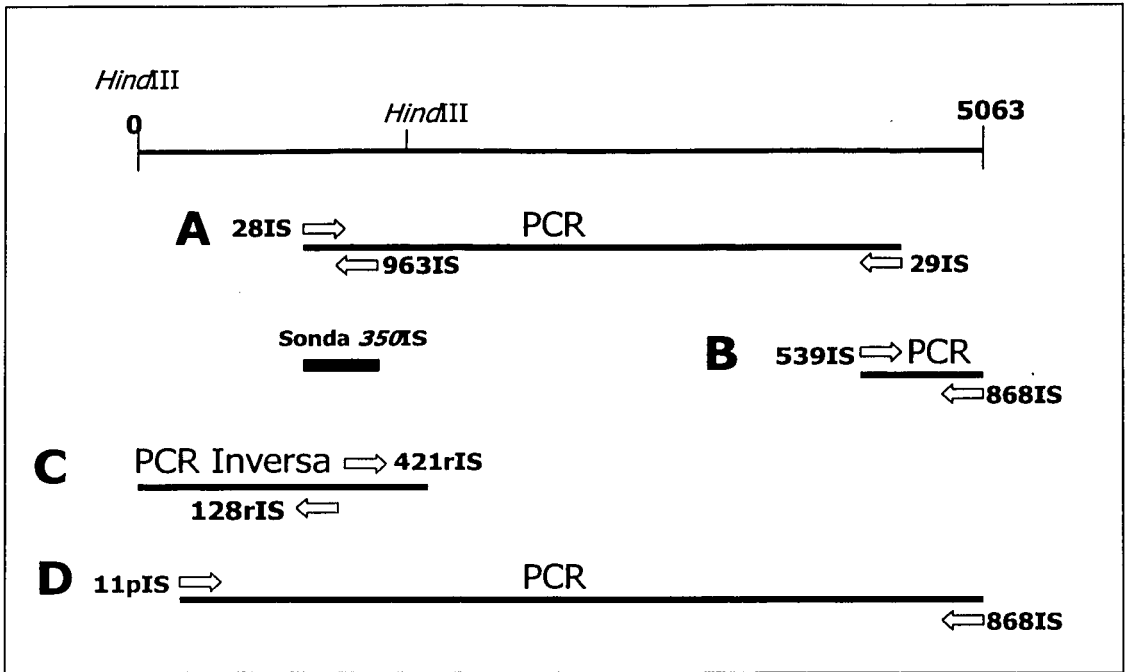 HindIII
HindIII
0
5063
A
28IS
PCR
963IS
29IS
Sonda 350IS
B
539IS
PCR
868IS
C
PCR Inversa
421rIS
128rIS
D
11pIS
PCR
868IS